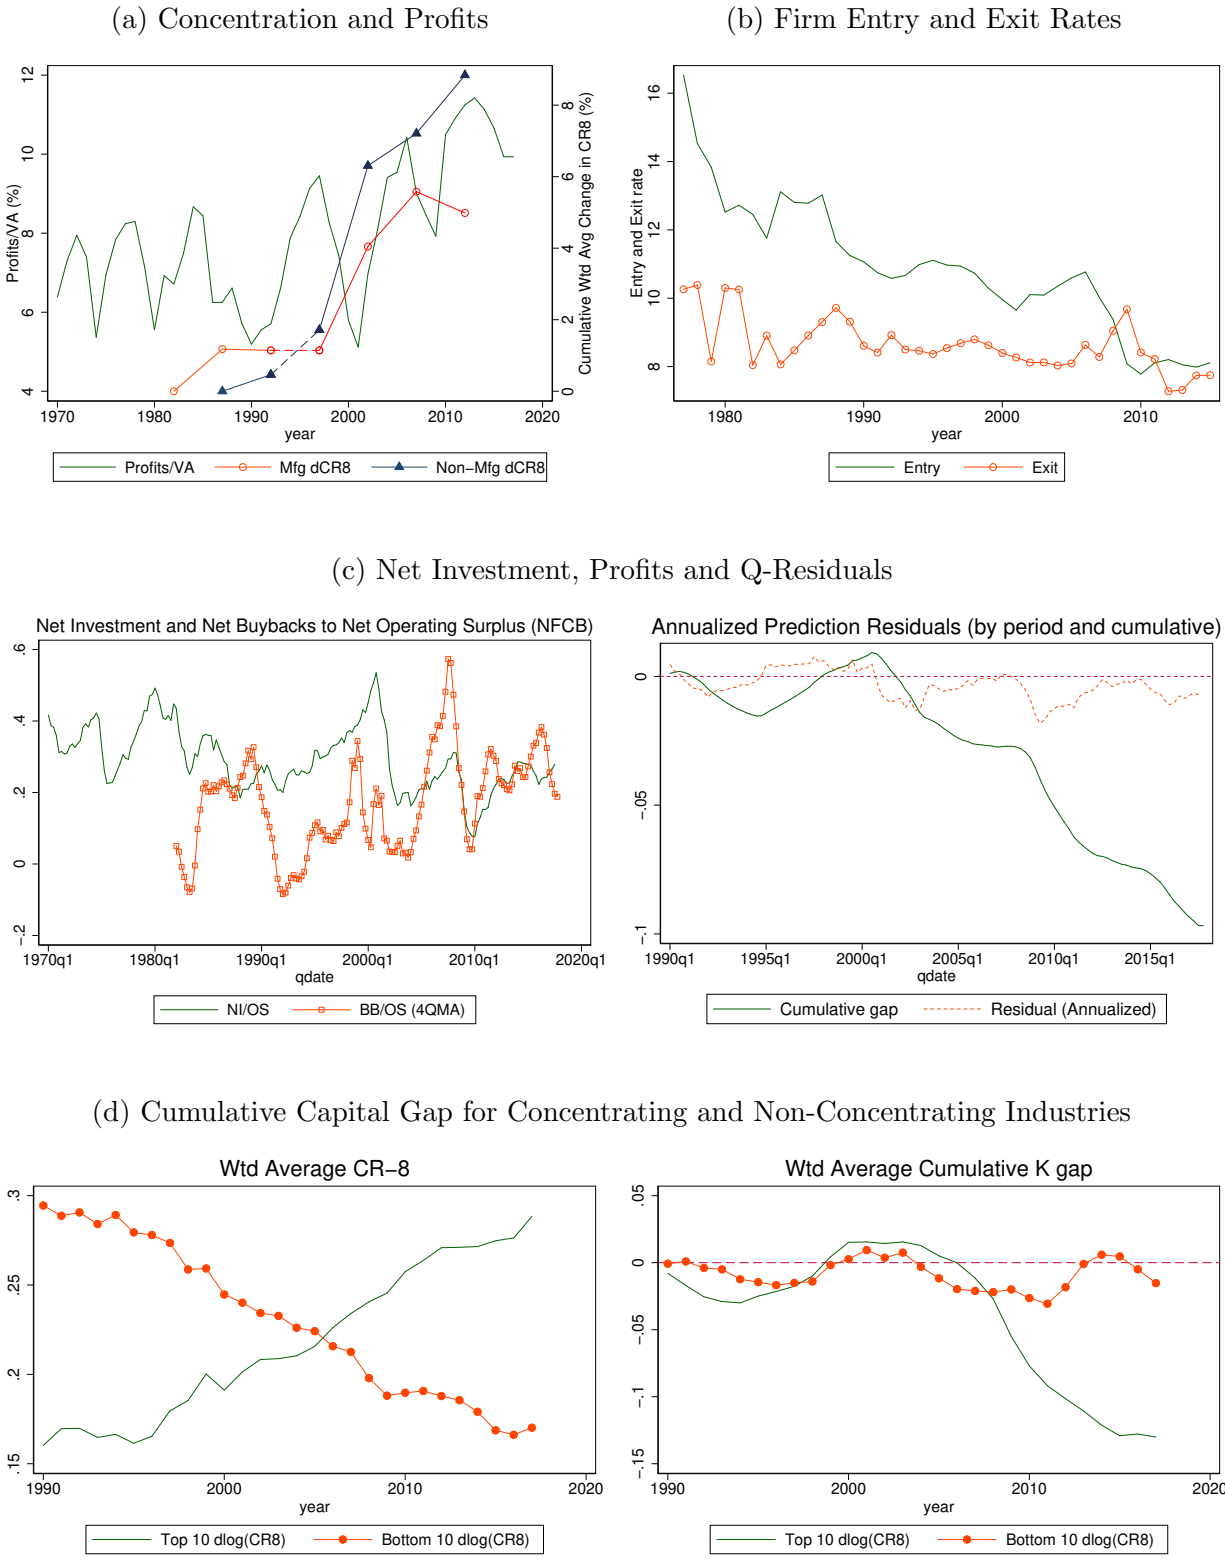 (a) Concentration and Profits
(b) Firm Entry and Exit Rates
Profits/VA (%)
4 6 8 10 12
Cumulative Wtd Avg Change in CR8 (%)
0 2 4 6 8
1970 1980 1990 2000 2010 2020
year
Profits/VA Mfg dCR8 Non−Mfg dCR8
Entry and Exit rate
8 10 12 14 16
1980 1990 2000 2010
year
Entry Exit
(c) Net Investment, Profits and Q-Residuals
Net Investment and Net Buybacks to Net Operating Surplus (NFCB)
−.2 0 .2 .4 .6
1970q1 1980q1 1990q1 2000q1 2010q1 2020q1
qdate
NI/OS BB/OS (4QMA)
Annualized Prediction Residuals (by period and cumulative)
−.1 −.05 0
1990q1 1995q1 2000q1 2005q1 2010q1 2015q1
qdate
Cumulative gap Residual (Annualized)
(d) Cumulative Capital Gap for Concentrating and Non-Concentrating Industries
Wtd Average CR−8
.15 .2 .25 .3
1990 2000 2010 2020
year
Top 10 dlog(CR8) Bottom 10 dlog(CR8)
Wtd Average Cumulative K gap
−.15 −.1 −.05 0 .05
1990 2000 2010 2020
year
Top 10 dlog(CR8) Bottom 10 dlog(CR8)